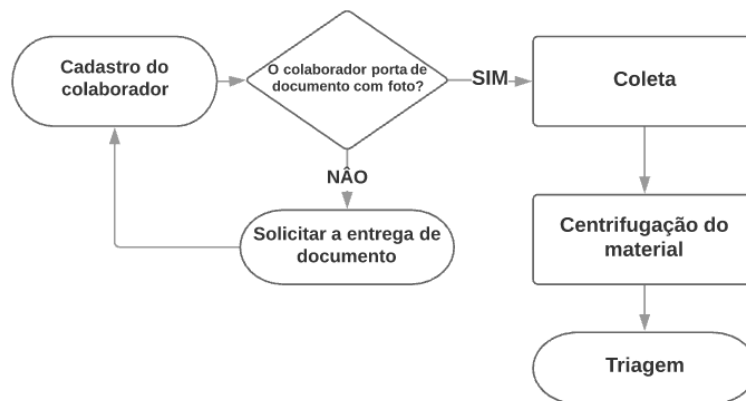 Cadastro do
colaborador
O colaborador porta de
documento com foto?
SIM
Coleta
NÂO
Solicitar a entrega de
documento
Centrifugação do
material
Triagem